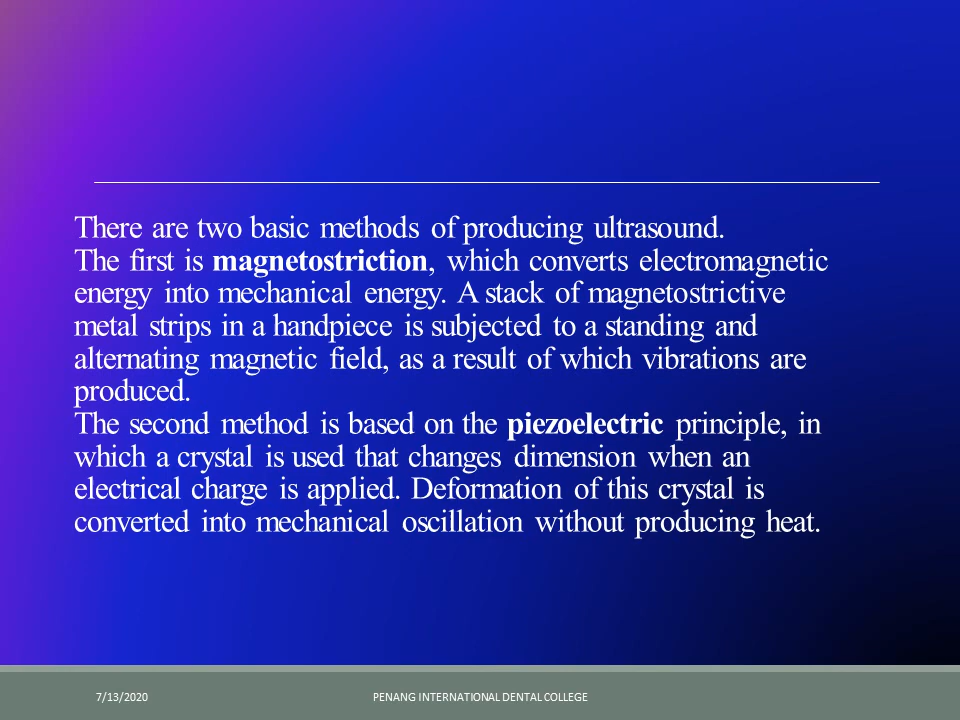 There are two basic methods of producing ultrasound.
The first is magnetostriction, which converts electromagnetic
energy into mechanical energy. A stack of magnetostrictive
metal strips in a handpiece is subjected to a standing and
alternating magnetic field, as a result of which vibrations are
produced.
The second method is based on the piezoelectric principle, in
which a crystal is used that changes dimension when an
electrical charge is applied. Deformation of this crystal is
converted into mechanical oscillation without producing heat.
7/13/2020
PENANG INTERNATIONAL DENTAL COLLEGE